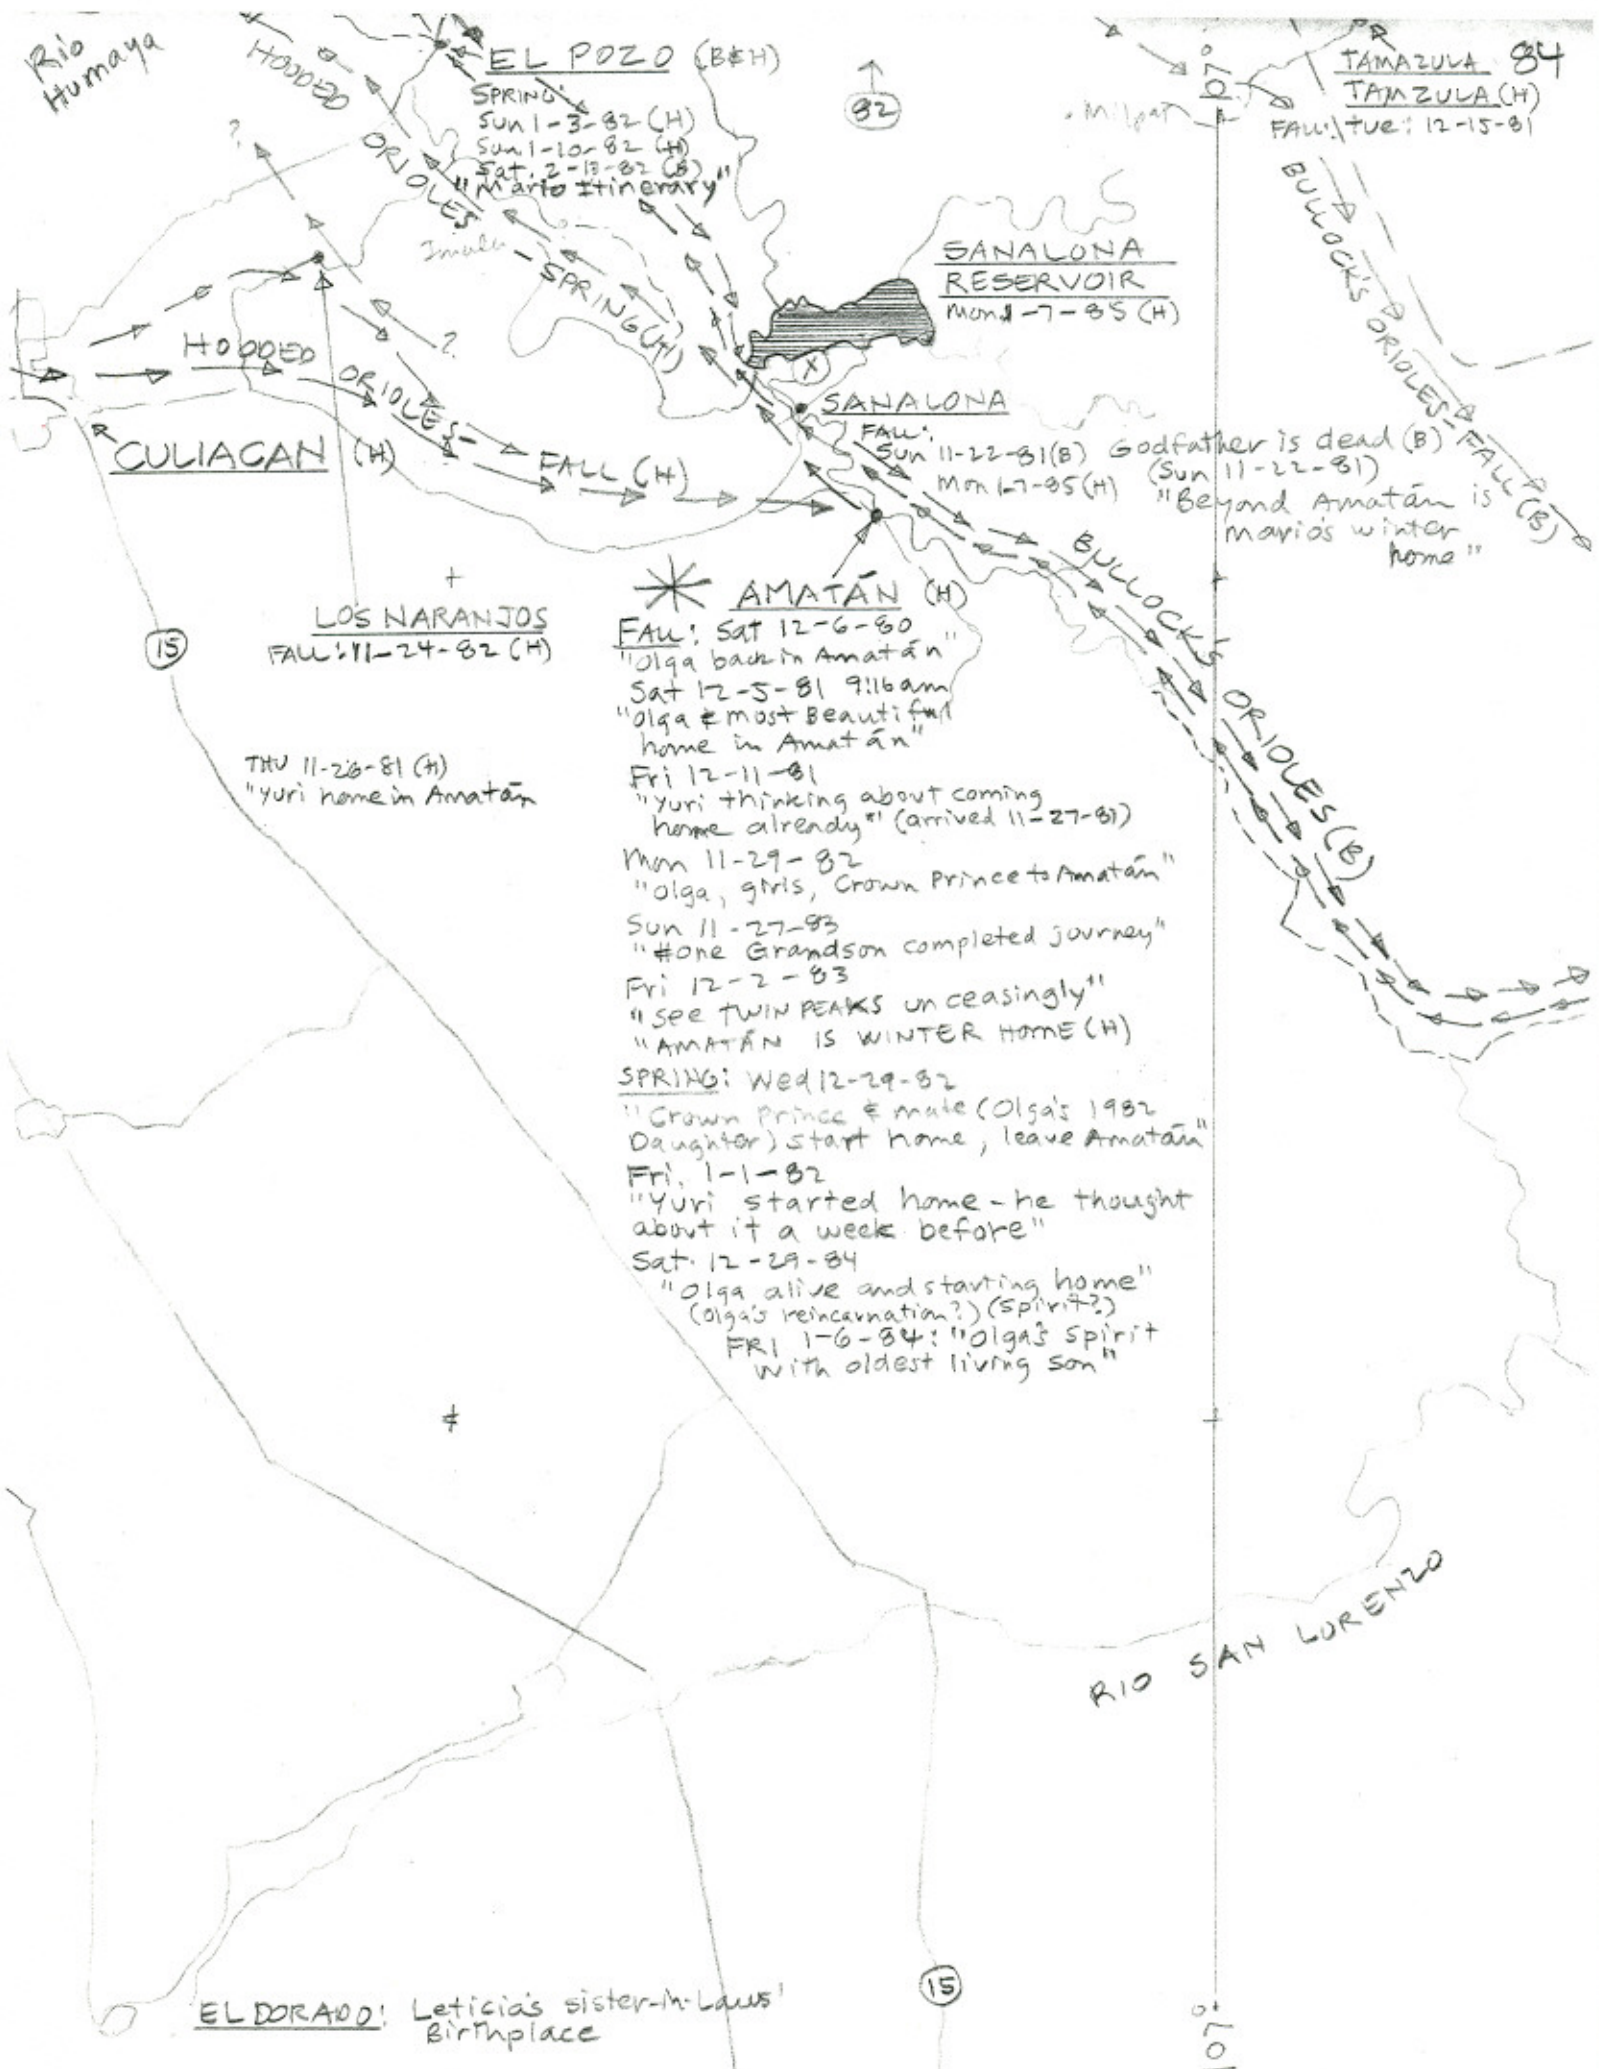 Rio
Humaya
HOODED
ORIOLES - SPRING (H)
EL POZO (B&H)
SPRING:
Sun 1-3-82 (H)
Sun 1-10-82 (H)
Sat. 2-13-82 (B)
"Mario Itinerary"
82
107°
84
TAMAZULA
TAMZULA (H)
FALL: Tue: 12-15-81
BULLOCK'S ORIOLES - FALL (B)
?
?
SANALONA
RESERVOIR
Mon 1-7-85 (H)
X
HOODED
ORIOLES -
FALL (H)
CULIACAN (H)
SANALONA
FALL:
Sun 11-22-81 (B)
Mon 1-7-85 (H)
Godfather is dead (B)
(Sun 11-22-81)
"Beyond Amatán is
Mario's winter
home"
BULLOCK'S ORIOLES (B)
LOS NARANJOS
FALL: 11-24-82 (H)
15
THU 11-26-81 (H)
"Yuri home in Amatán
AMATÁN (H)
FALL: Sat 12-6-80
"Olga back in Amatán"
Sat 12-5-81 9:16am
"Olga & most Beautiful
home in Amatán"
Fri 12-11-81
"Yuri thinking about coming
home already" (arrived 11-27-81)
Mon 11-29-82
"Olga, girls, Crown Prince to Amatán"
Sun 11-27-83
"#one Grandson completed journey"
Fri 12-2-83
"see TWIN PEAKS unceasingly"
"AMATÁN IS WINTER HOME (H)
SPRING: Wed 12-29-82
"Crown Prince & mate (Olga's 1982
Daughter) start home, leave Amatán"
Fri. 1-1-82
"Yuri started home - he thought
about it a week before"
Sat. 12-29-84
"Olga alive and starting home"
(Olga's reincarnation?) (Spirit?)
FRI 1-6-84: "Olga's spirit
with oldest living son"
RIO SAN LORENZO
15
EL DORADO: Leticia's sister-in-Laws'
Birthplace
107°